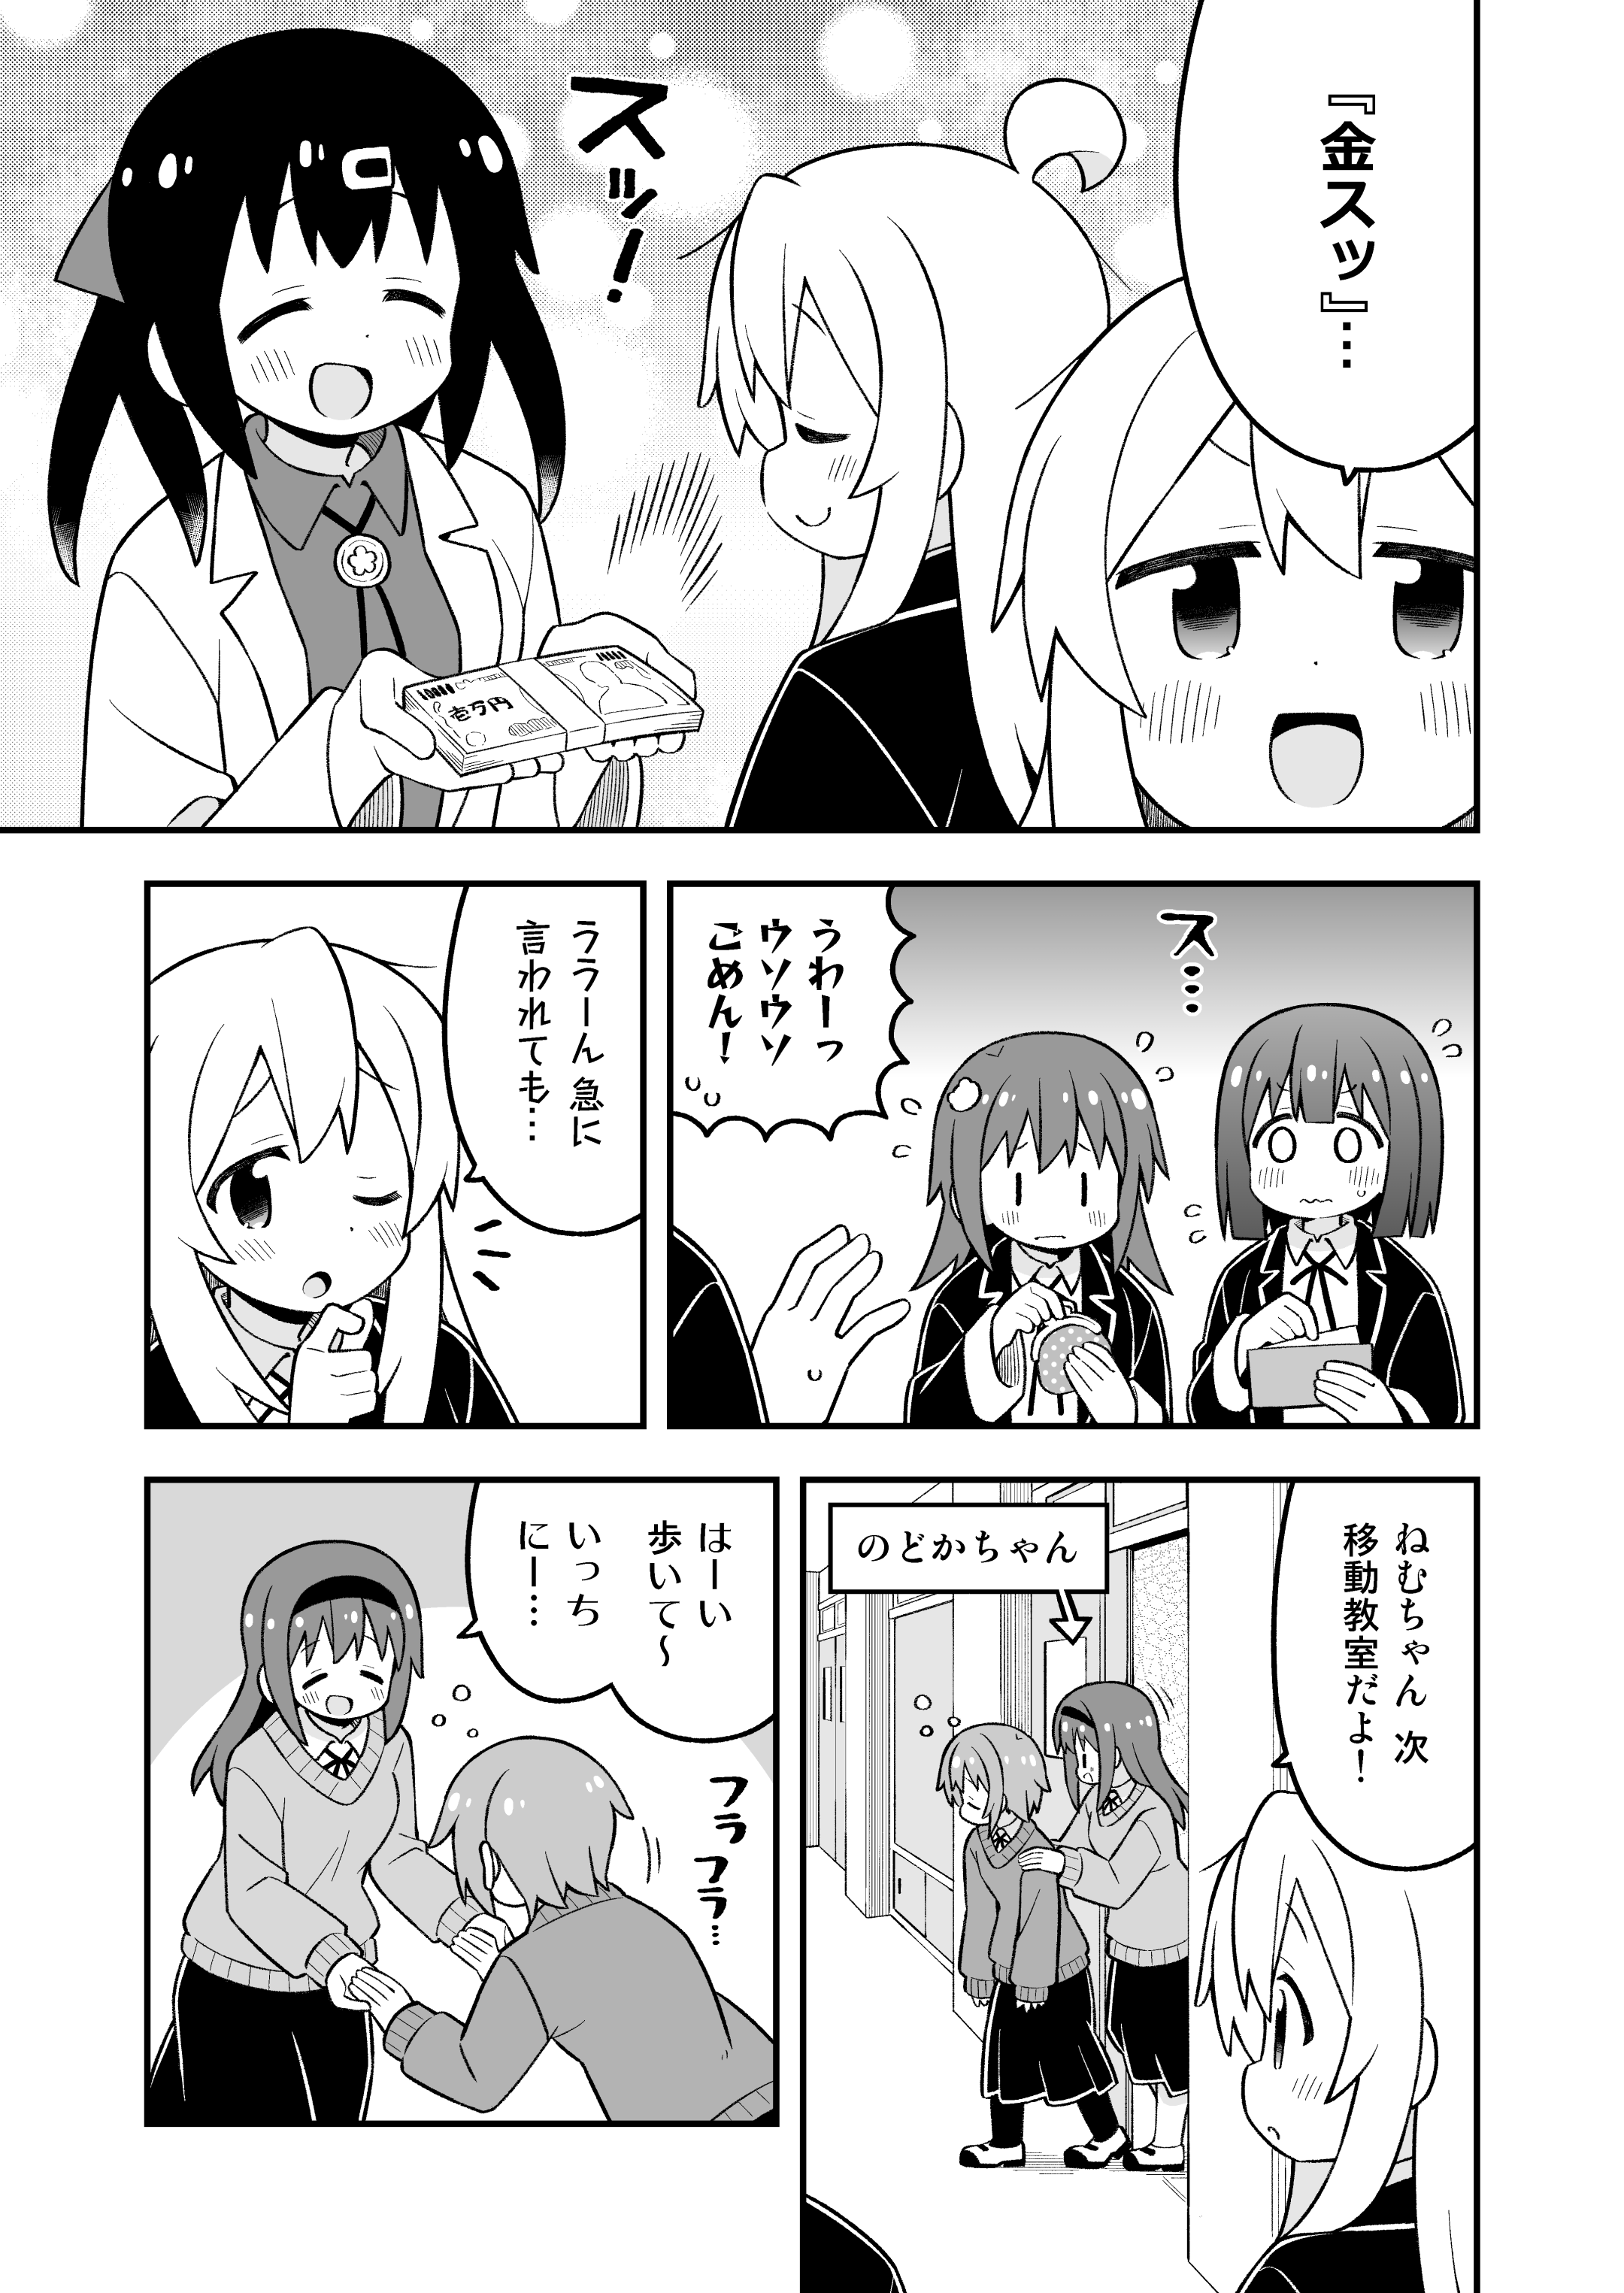 『金スッ』…
スッ！
壱万円
ス…
うわーっ
ウソウソ
ごめん！
ううーん急に
言われても…
ねむちゃん 次
移動教室だよ！
のどかちゃん
はーい
歩いて～
いっち
にー…
フラ
フラ…